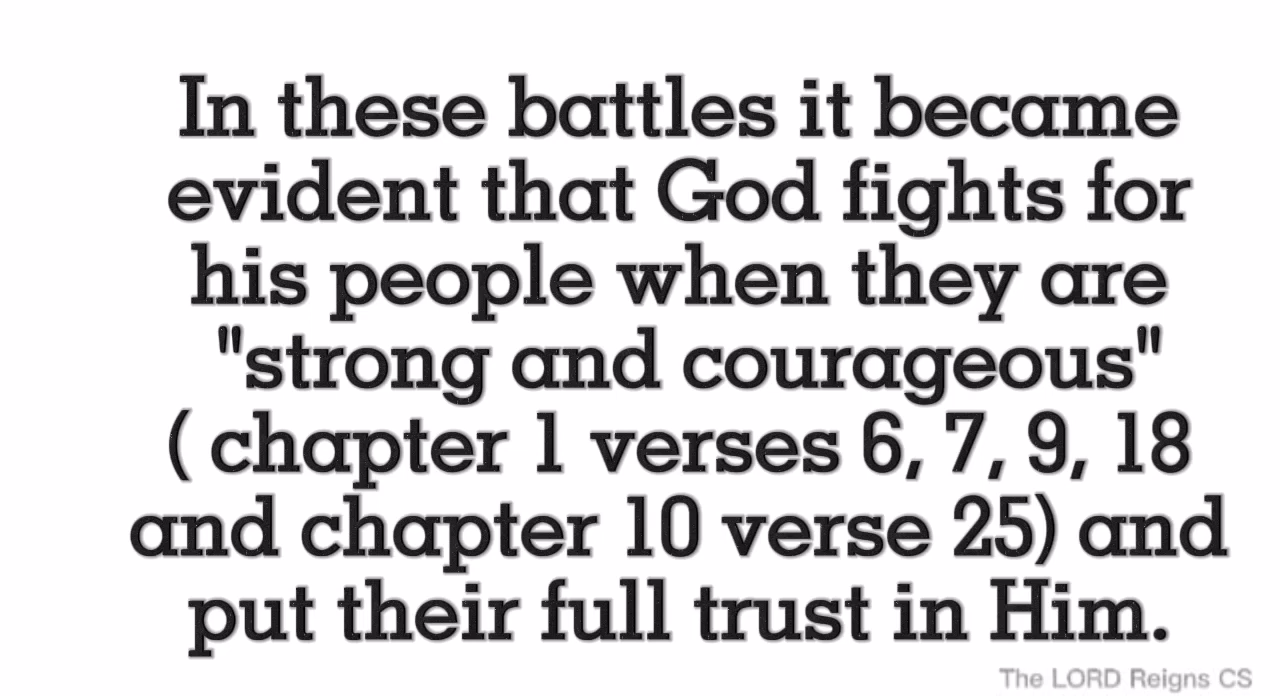 In these battles it became
evident that God fights for
his people when they are
"strong and courageous"
( chapter 1 verses 6, 7, 9, 18
and chapter 10 verse 25) and
put their full trust in Him.
The LORD Reigns CS